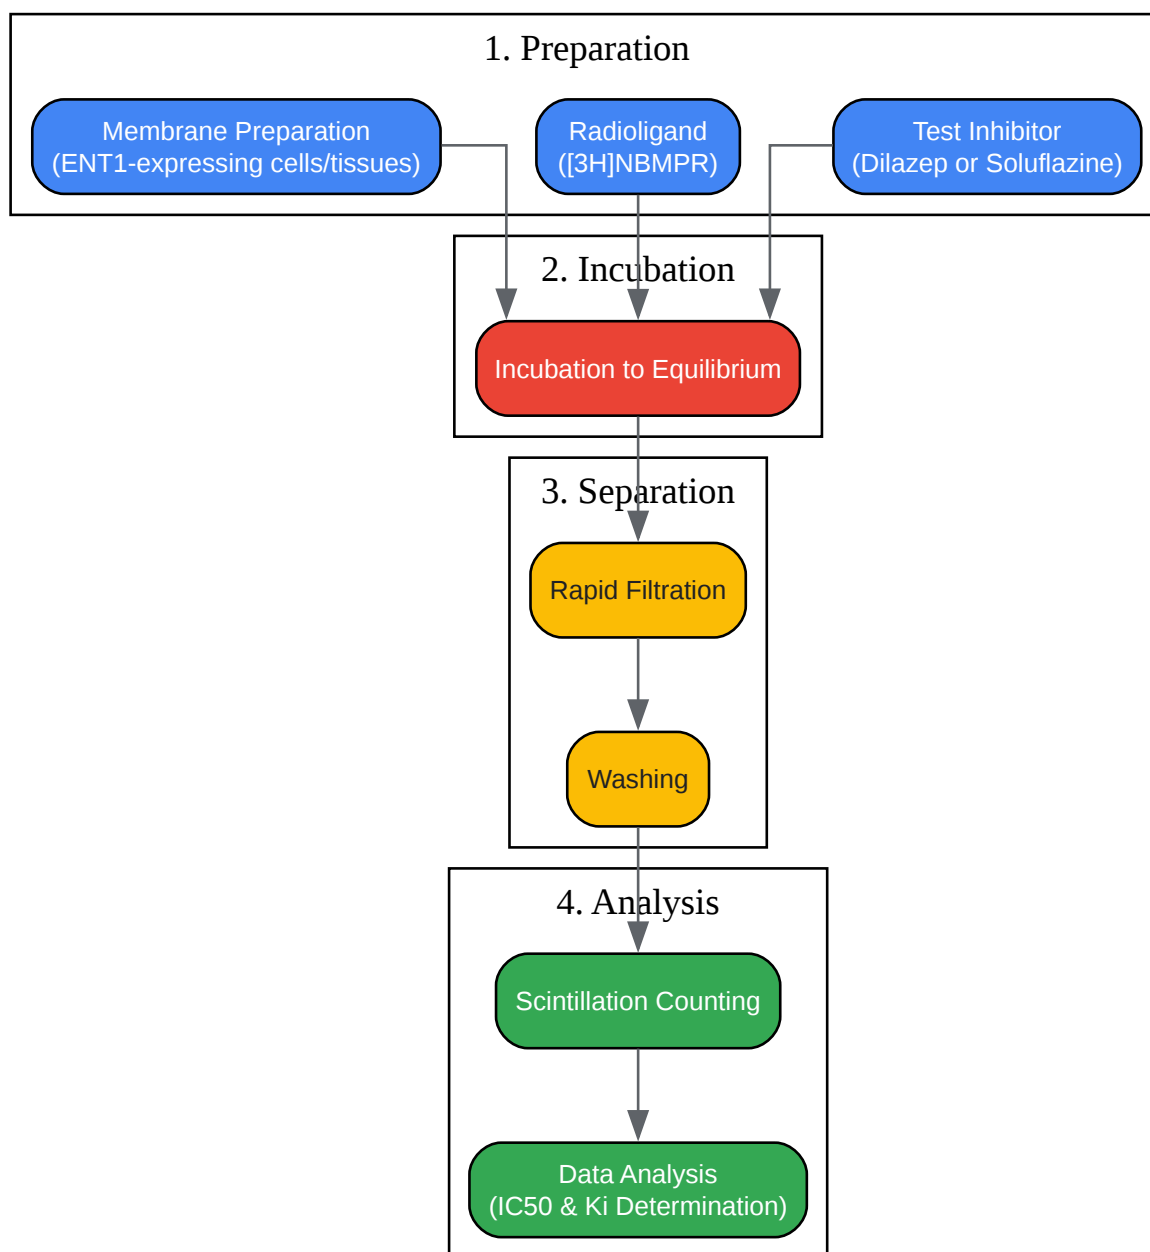 1. Preparation
Membrane Preparation
(ENT1-expressing cells/tissues)
Radioligand
([3H]NBMPR)
Test Inhibitor
(Dilazep or Soluflazine)
2. Incubation
Incubation to Equilibrium
3. Separation
Rapid Filtration
Washing
4. Analysis
Scintillation Counting
Data Analysis
(IC50 & Ki Determination)